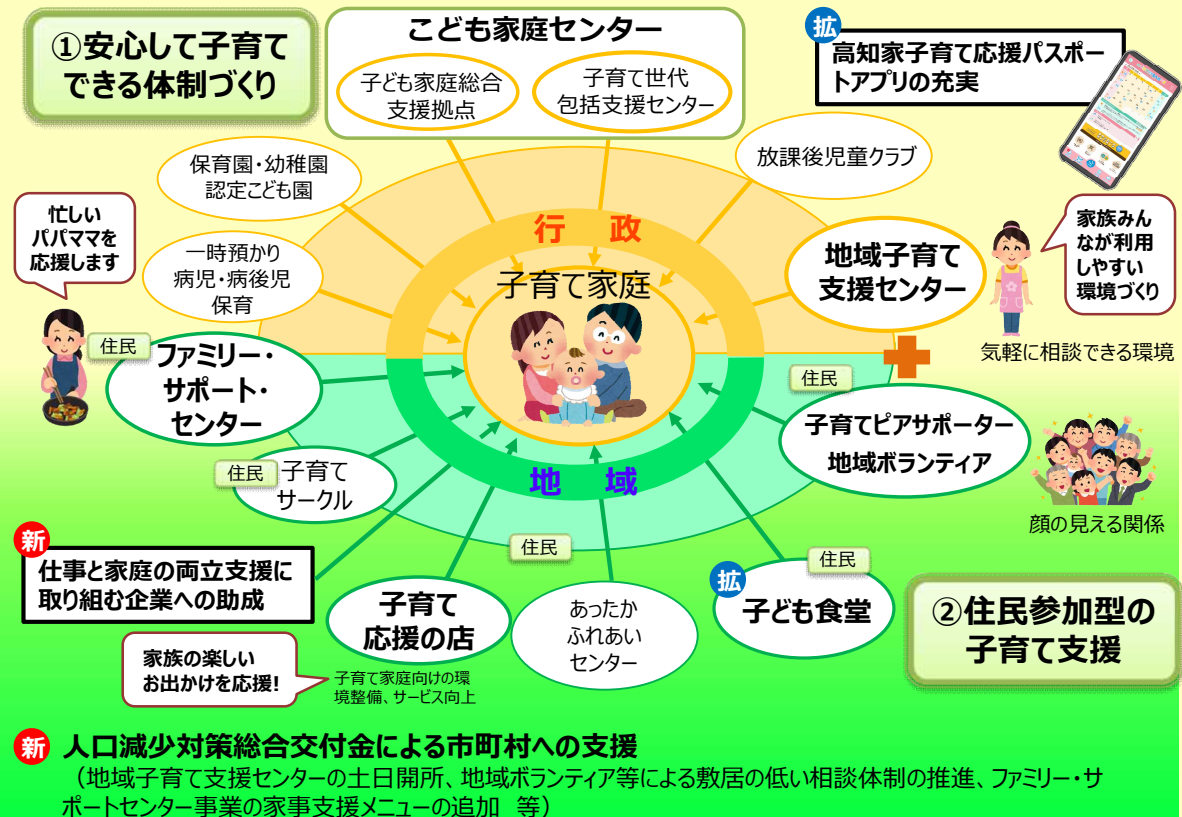 ①安心して子育て
できる体制づくり
こども家庭センター
子ども家庭総合
支援拠点
子育て世代
包括支援センター
拡
高知家子育て応援パスポー
トアプリの充実
保育園・幼稚園
認定こども園
放課後児童クラブ
忙しい
パパママを
応援します
一時預かり
病児・病後児
保育
行 政
子育て家庭
地域子育て
支援センター
家族みん
なが利用
しやすい
環境づくり
気軽に相談できる環境
住民
ファミリー・
サポート・
センター
住民
子育てピアサポーター
地域ボランティア
顔の見える関係
住民
子育て
サークル
地 域
住民
新
仕事と家庭の両立支援に
取り組む企業への助成
子育て
応援の店
子育て家庭向けの環
境整備、サービス向上
家族の楽しい
お出かけを応援!
あったか
ふれあい
センター
住民
拡
子ども食堂
②住民参加型の
子育て支援
新 人口減少対策総合交付金による市町村への支援
（地域子育て支援センターの土日開所、地域ボランティア等による敷居の低い相談体制の推進、ファミリー・サ
ポートセンター事業の家事支援メニューの追加 等）